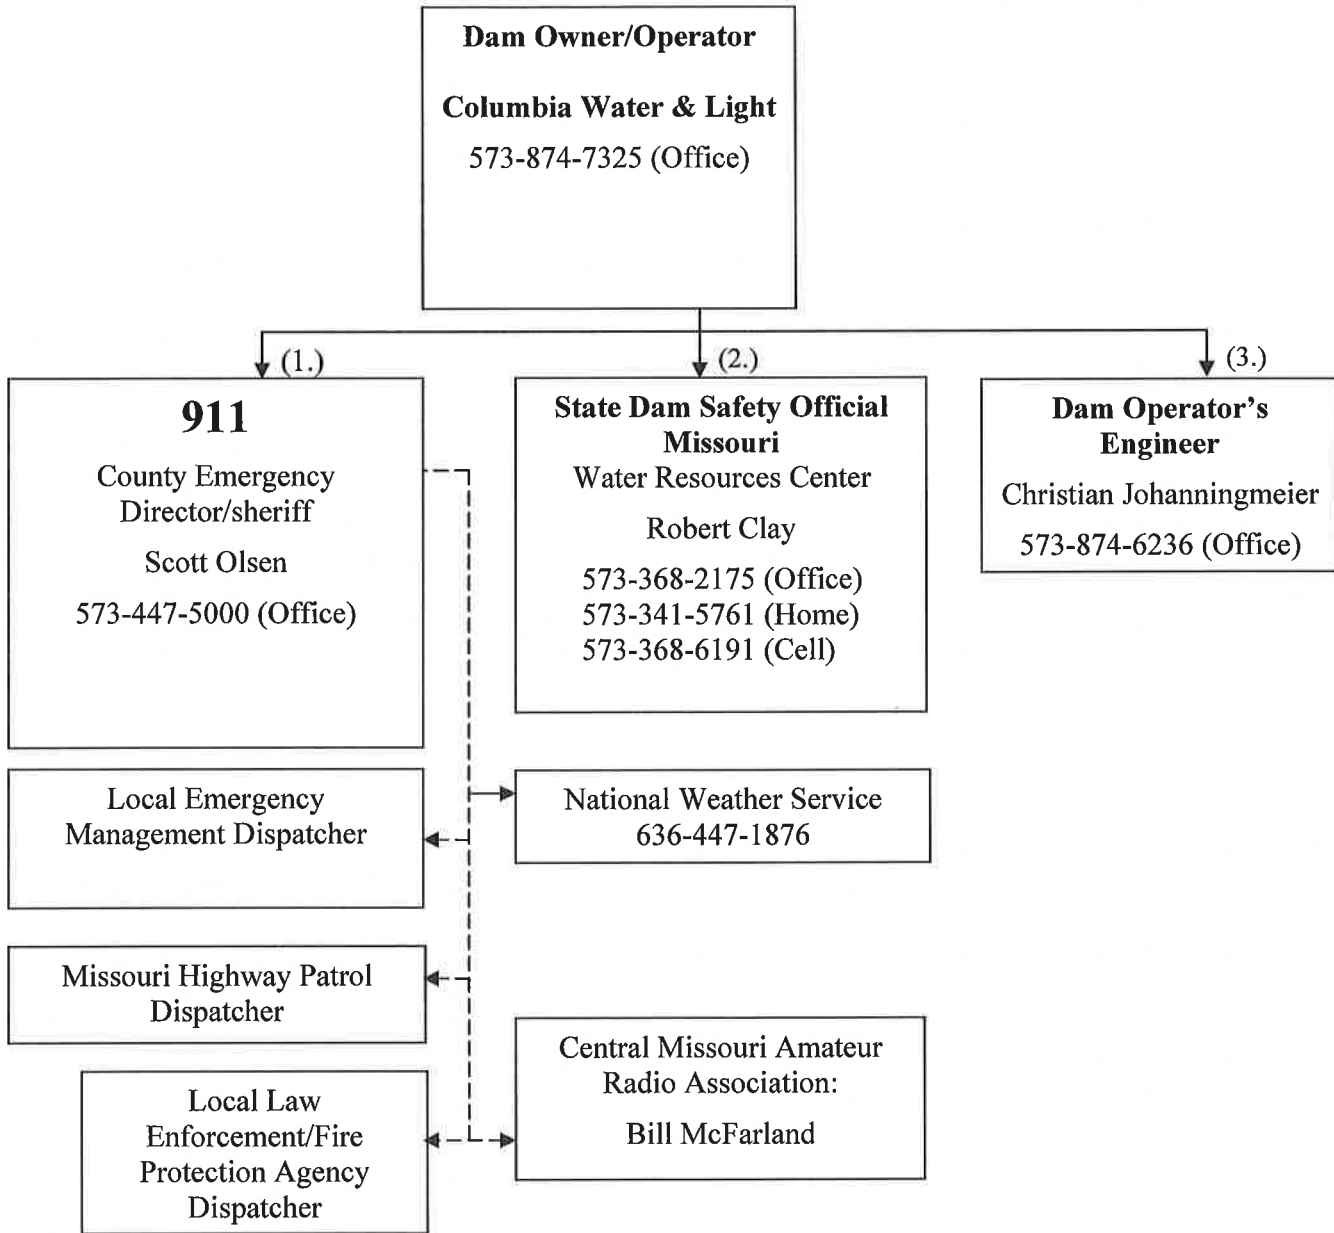 Dam Owner/Operator
Columbia Water & Light
573-874-7325 (Office)
(1.)
(2.)
(3.)
911
County Emergency
Director/sheriff
Scott Olsen
573-447-5000 (Office)
State Dam Safety Official
Missouri
Water Resources Center
Robert Clay
573-368-2175 (Office)
573-341-5761 (Home)
573-368-6191 (Cell)
Dam Operator's
Engineer
Christian Johanningmeier
573-874-6236 (Office)
Local Emergency
Management Dispatcher
National Weather Service
636-447-1876
Missouri Highway Patrol
Dispatcher
Central Missouri Amateur
Radio Association:
Bill McFarland
Local Law
Enforcement/Fire
Protection Agency
Dispatcher